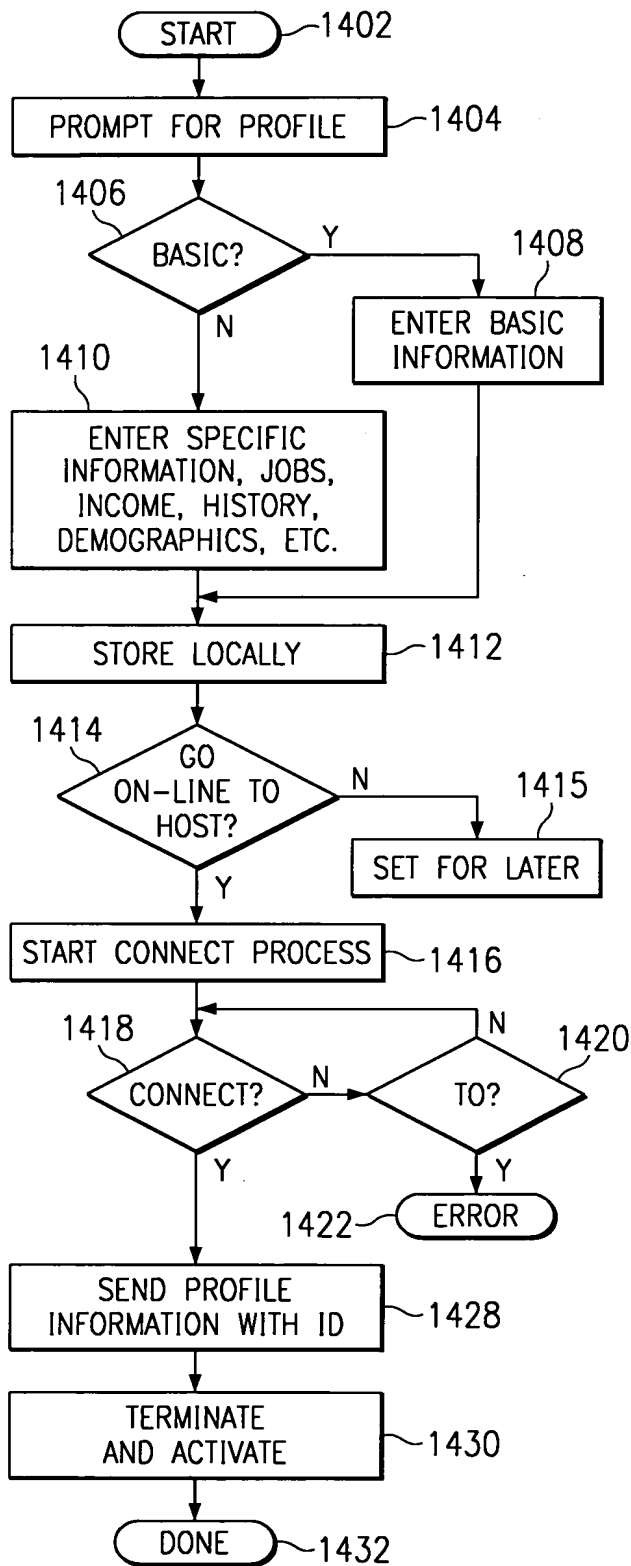 START
1402
PROMPT FOR PROFILE
1404
1406
BASIC?
Y
N
1408
ENTER BASIC
INFORMATION
1410
ENTER SPECIFIC
INFORMATION, JOBS,
INCOME, HISTORY,
DEMOGRAPHICS, ETC.
STORE LOCALLY
1412
1414
GO
ON-LINE TO
HOST?
N
Y
1415
SET FOR LATER
START CONNECT PROCESS
1416
1418
CONNECT?
N
Y
N
1420
TO?
Y
1422
ERROR
SEND PROFILE
INFORMATION WITH ID
1428
TERMINATE
AND ACTIVATE
1430
DONE
1432